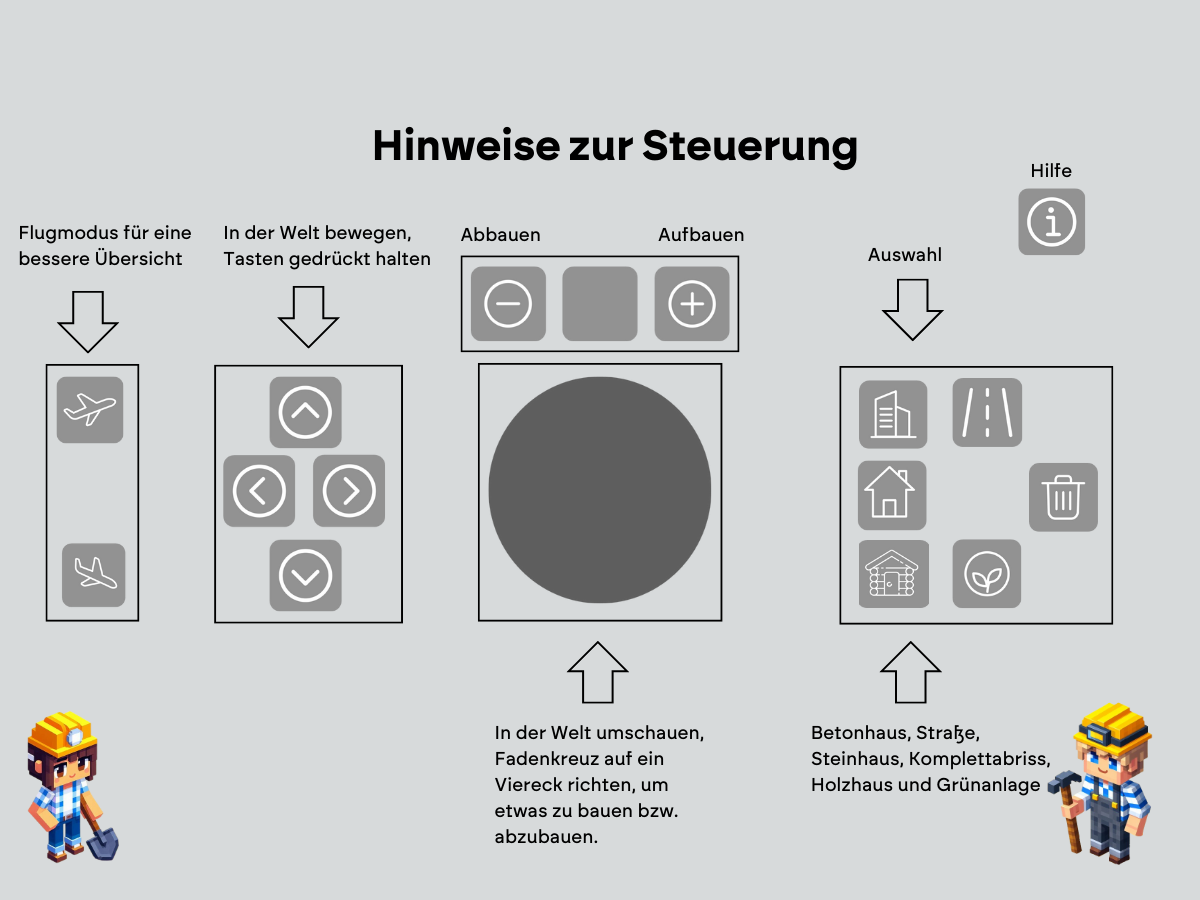 Hinweise zur Steuerung
Hilfe
Flugmodus für eine
bessere Übersicht
In der Welt bewegen,
Tasten gedrückt halten
Abbauen
Aufbauen
Auswahl
In der Welt umschauen,
Fadenkreuz auf ein
Viereck richten, um
etwas zu bauen bzw.
abzubauen.
Betonhaus, Straße,
Steinhaus, Komplettabriss,
Holzhaus und Grünanlage